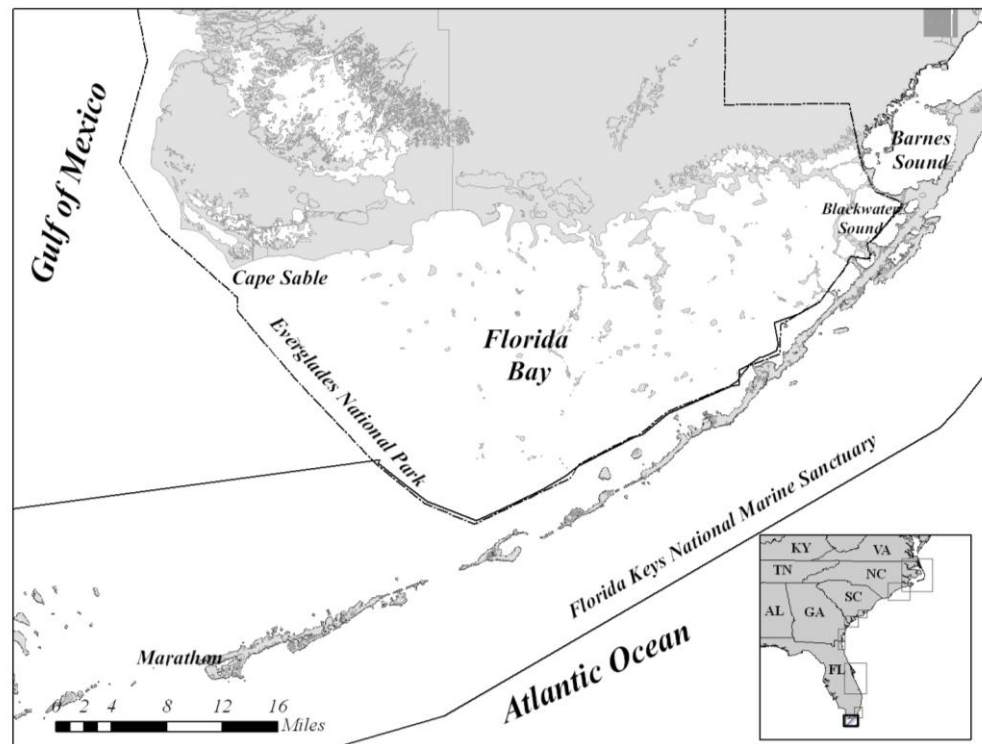 Gulf of Mexico
Barnes
Sound
Blackwater
Sound
Cape Sable
Florida
Bay
Everglades National Park
Florida Keys National Marine Sanctuary
Atlantic Ocean
Marathon
0 2 4 8 12 16
Miles
KY
VA
TN
NC
SC
AL
GA
FL